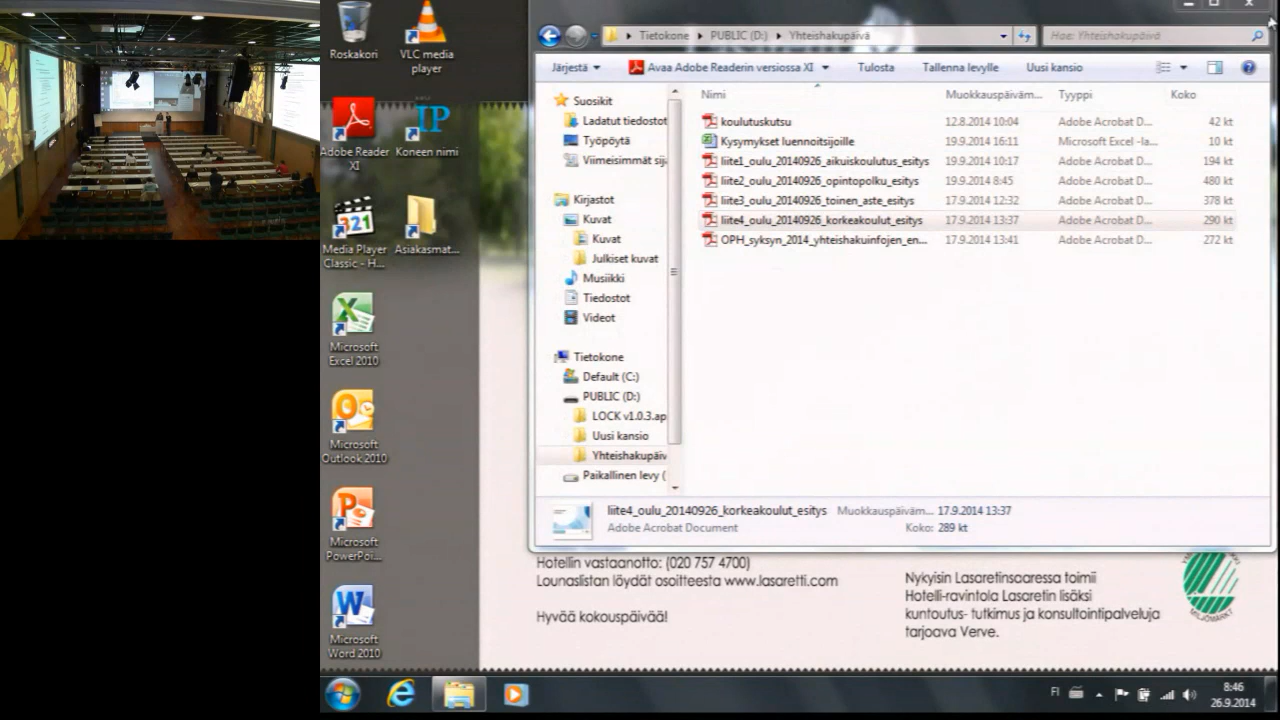 Roskakori
VLC media
player
Adobe Reader
XI
IP
Koneen nimi
Media Player
Classic - H...
Asiakasmat...
Microsoft
Excel 2010
Microsoft
Outlook 2010
Microsoft
PowerPoi...
Microsoft
Word 2010
Tietokone ▸ PUBLIC (D:) ▸ Yhteishakupäivä
Hae: Yhteishakupäivä
Järjestä
Avaa Adobe Readerin versiossa XI
Tulosta
Tallenna levylle
Uusi kansio
Suosikit
Ladatut tiedostot
Työpöytä
Viimeisimmät sij
Kirjastot
Kuvat
Kuvat
Julkiset kuvat
Musiikki
Tiedostot
Videot
Tietokone
Default (C:)
PUBLIC (D:)
LOCK v1.0.3.ap
Uusi kansio
Yhteishakupäiv
Paikallinen levy (
Nimi Muokkauspäiväm... Tyyppi Koko
koulutuskutsu 12.8.2014 10:04 Adobe Acrobat D... 42 kt
Kysymykset luennoitsijoille 19.9.2014 16:11 Microsoft Excel -la... 10 kt
liite1_oulu_20140926_aikuiskoulutus_esitys 19.9.2014 10:17 Adobe Acrobat D... 194 kt
liite2_oulu_20140926_opintopolku_esitys 19.9.2014 8:45 Adobe Acrobat D... 480 kt
liite3_oulu_20140926_toinen_aste_esitys 17.9.2014 12:32 Adobe Acrobat D... 378 kt
liite4_oulu_20140926_korkeakoulut_esitys 17.9.2014 13:37 Adobe Acrobat D... 290 kt
OPH_syksyn_2014_yhteishakuinfojen_en... 17.9.2014 13:41 Adobe Acrobat D... 272 kt
liite4_oulu_20140926_korkeakoulut_esitys Muokkauspäiväm... 17.9.2014 13:37
Adobe Acrobat Document Koko: 289 kt
Hotellin vastaanotto: (020 757 4700)
Lounaslistan löydät osoitteesta www.lasaretti.com
Hyvää kokouspäivää!
Nykyisin Lasaretinsaaressa toimii
Hotelli-ravintola Lasaretin lisäksi
kuntoutus- tutkimus ja konsultointipalveluja
tarjoava Verve.
FI
8:46
26.9.2014